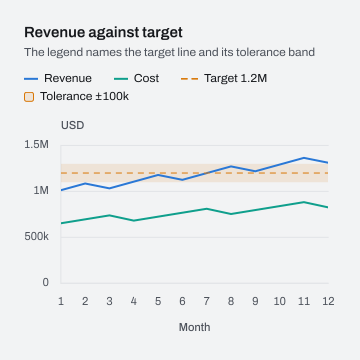 Revenue against target
The legend names the target line and its tolerance band
Revenue Cost Target 1.2M
Tolerance ±100k
USD
1.5M
1M
500k
0
1 2 3 4 5 6 7 8 9 10 11 12
Month